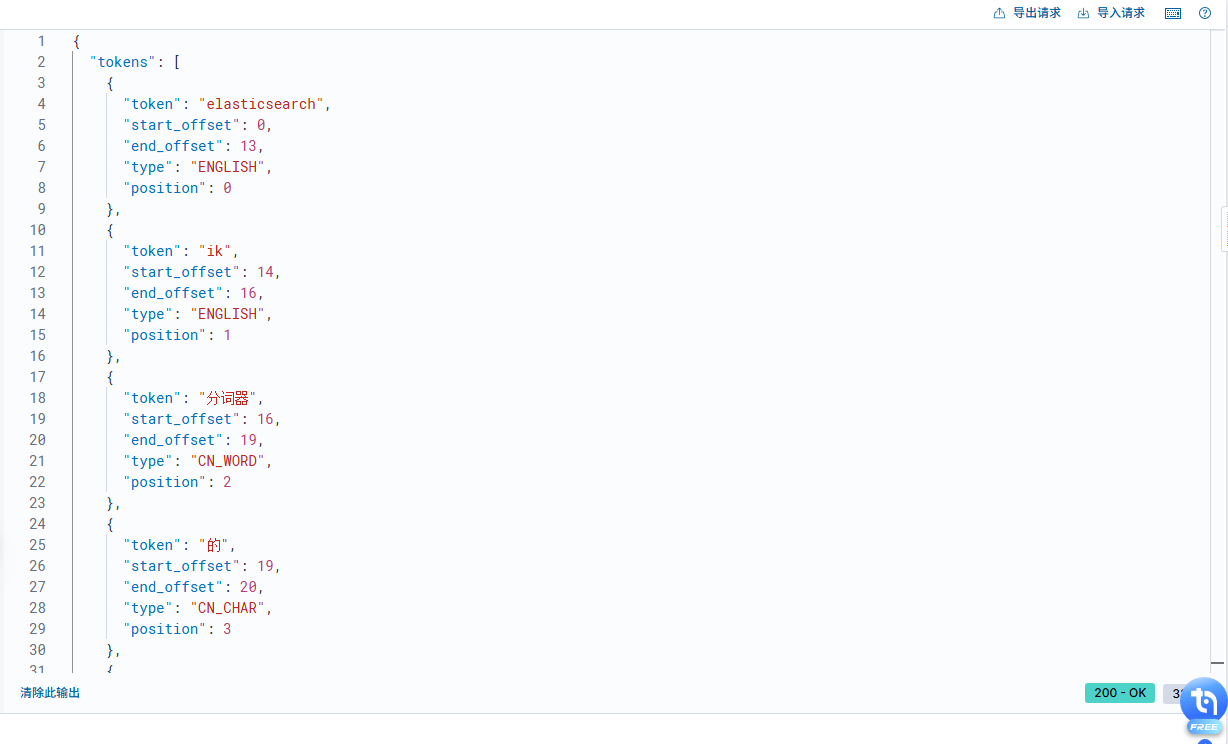 导出请求 导入请求
1 {
2 "tokens": [
3 {
4 "token": "elasticsearch",
5 "start_offset": 0,
6 "end_offset": 13,
7 "type": "ENGLISH",
8 "position": 0
9 },
10 {
11 "token": "ik",
12 "start_offset": 14,
13 "end_offset": 16,
14 "type": "ENGLISH",
15 "position": 1
16 },
17 {
18 "token": "分词器",
19 "start_offset": 16,
20 "end_offset": 19,
21 "type": "CN_WORD",
22 "position": 2
23 },
24 {
25 "token": "的",
26 "start_offset": 19,
27 "end_offset": 20,
28 "type": "CN_CHAR",
29 "position": 3
30 },
31 {
清除此输出 200 - OK
FREE